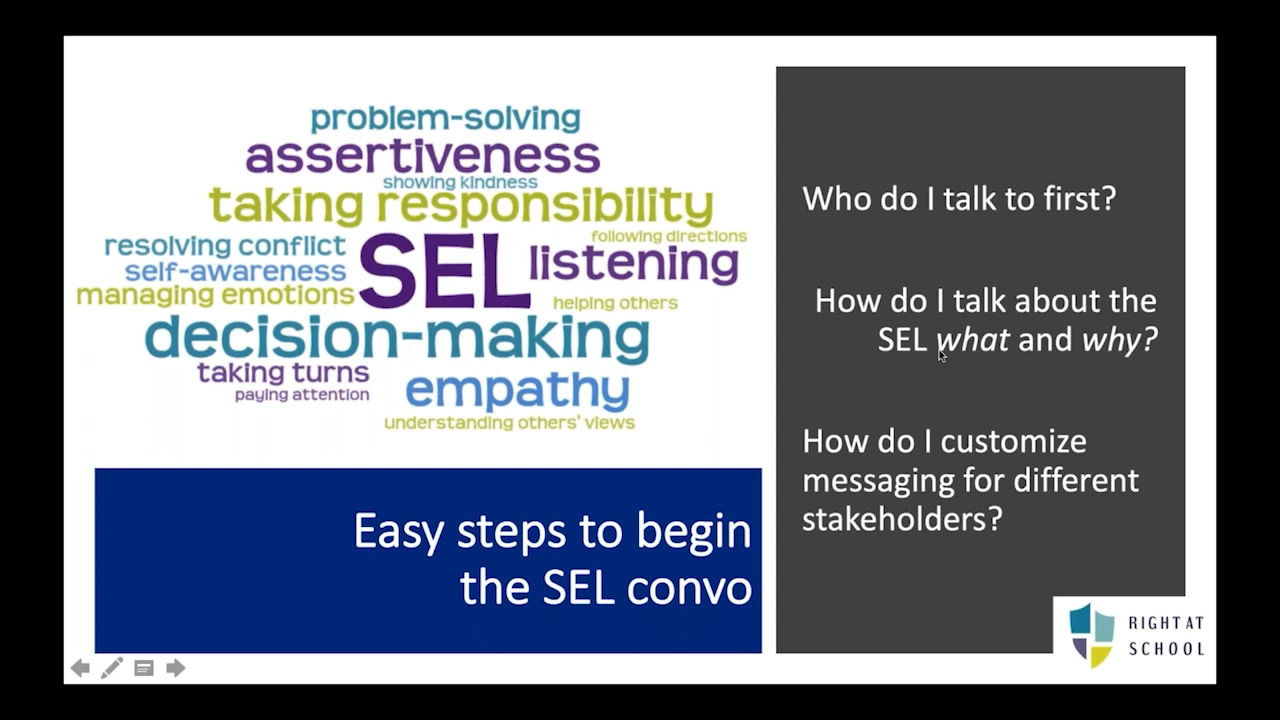 problem-solving
assertiveness
showing kindness
taking responsibility
following directions
resolving conflict
SEL
listening
self-awareness
managing emotions
helping others
decision-making
taking turns
empathy
paying attention
understanding others' views
Easy steps to begin
the SEL convo
Who do I talk to first?
How do I talk about the
SEL what and why?
How do I customize
messaging for different
stakeholders?
RIGHT AT
SCHOOL